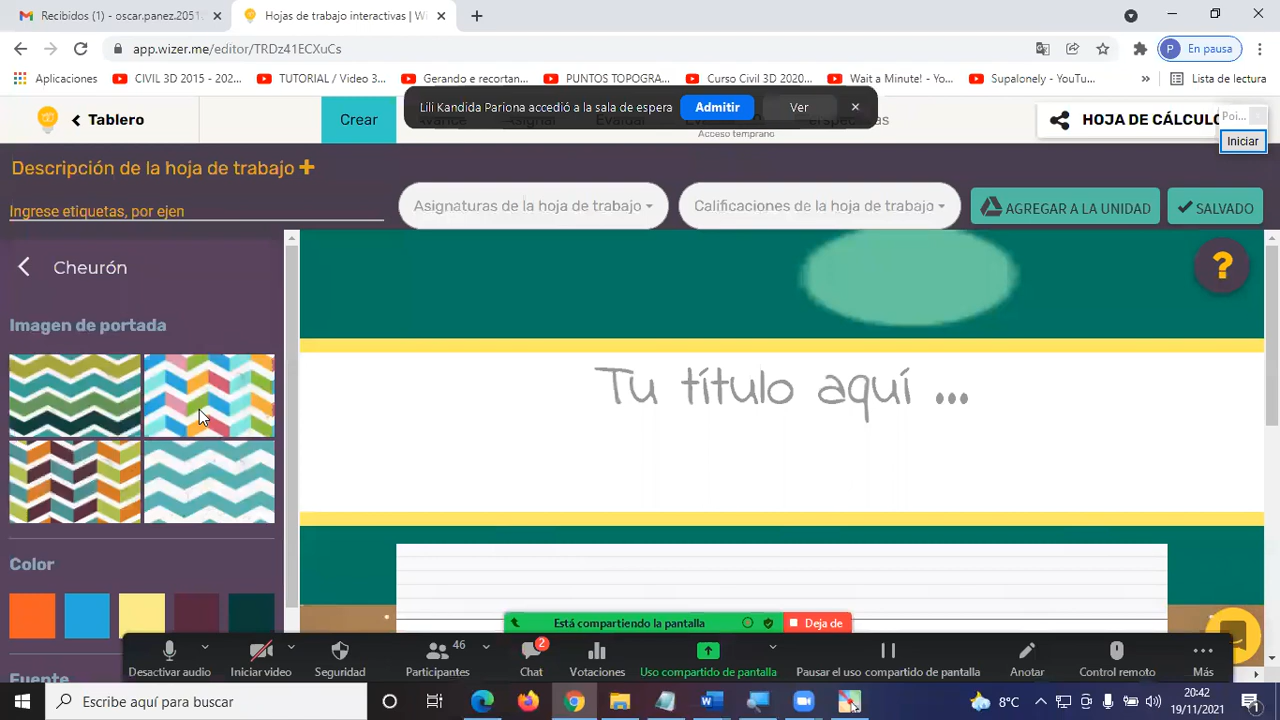 Recibidos (1) - oscar.panez.2051
Hojas de trabajo interactivas | Wi
app.wizer.me/editor/TRDz41ECXuCs
En pausa
Aplicaciones
CIVIL 3D 2015 - 202...
TUTORIAL / Video 3...
Gerando e recortan...
PUNTOS TOPOGRA...
Curso Civil 3D 2020...
Wait a Minute! - Yo...
Supalonely - YouTu...
Lista de lectura
Lili Kandida Pariona accedió a la sala de espera
Admitir
Ver
Tablero
Crear
Acceso temprano
HOJA DE CÁLCULO
Poi...
Iniciar
Descripción de la hoja de trabajo +
Ingrese etiquetas, por ejen
Asignaturas de la hoja de trabajo
Calificaciones de la hoja de trabajo
AGREGAR A LA UNIDAD
SALVADO
Cheurón
Imagen de portada
Tu título aquí ...
Color
Fuente
Está compartiendo la pantalla
Deja de
Desactivar audio
Iniciar video
Seguridad
46
Participantes
2
Chat
Votaciones
Uso compartido de pantalla
Pausar el uso compartido de pantalla
Anotar
Control remoto
Más
Escribe aquí para buscar
8°C
20:42
19/11/2021
1